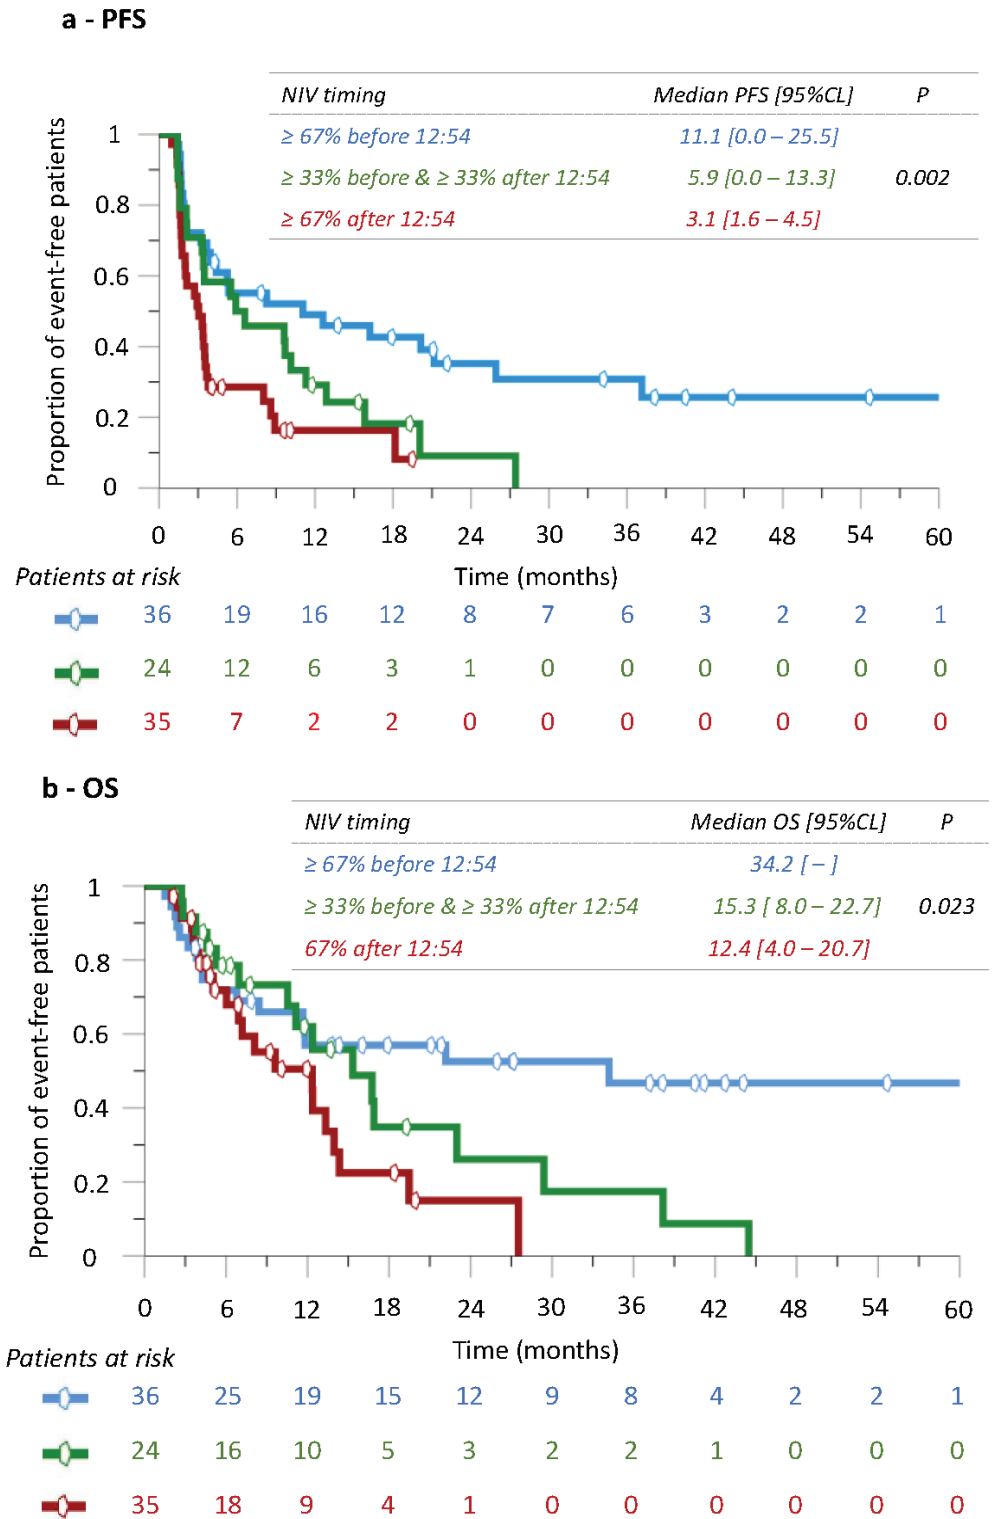 a - PFS
NIV timing Median PFS [95%CL] P
≥ 67% before 12:54 11.1 [0.0 – 25.5]
≥ 33% before & ≥ 33% after 12:54 5.9 [0.0 – 13.3] 0.002
≥ 67% after 12:54 3.1 [1.6 – 4.5]
Proportion of event-free patients
1
0.8
0.6
0.4
0.2
0
0 6 12 18 24 30 36 42 48 54 60
Patients at risk Time (months)
36 19 16 12 8 7 6 3 2 2 1
24 12 6 3 1 0 0 0 0 0 0
35 7 2 2 0 0 0 0 0 0 0
b - OS
NIV timing Median OS [95%CL] P
≥ 67% before 12:54 34.2 [ – ]
≥ 33% before & ≥ 33% after 12:54 15.3 [ 8.0 – 22.7] 0.023
67% after 12:54 12.4 [4.0 – 20.7]
Proportion of event-free patients
1
0.8
0.6
0.4
0.2
0
0 6 12 18 24 30 36 42 48 54 60
Time (months)
Patients at risk
36 25 19 15 12 9 8 4 2 2 1
24 16 10 5 3 2 2 1 0 0 0
35 18 9 4 1 0 0 0 0 0 0